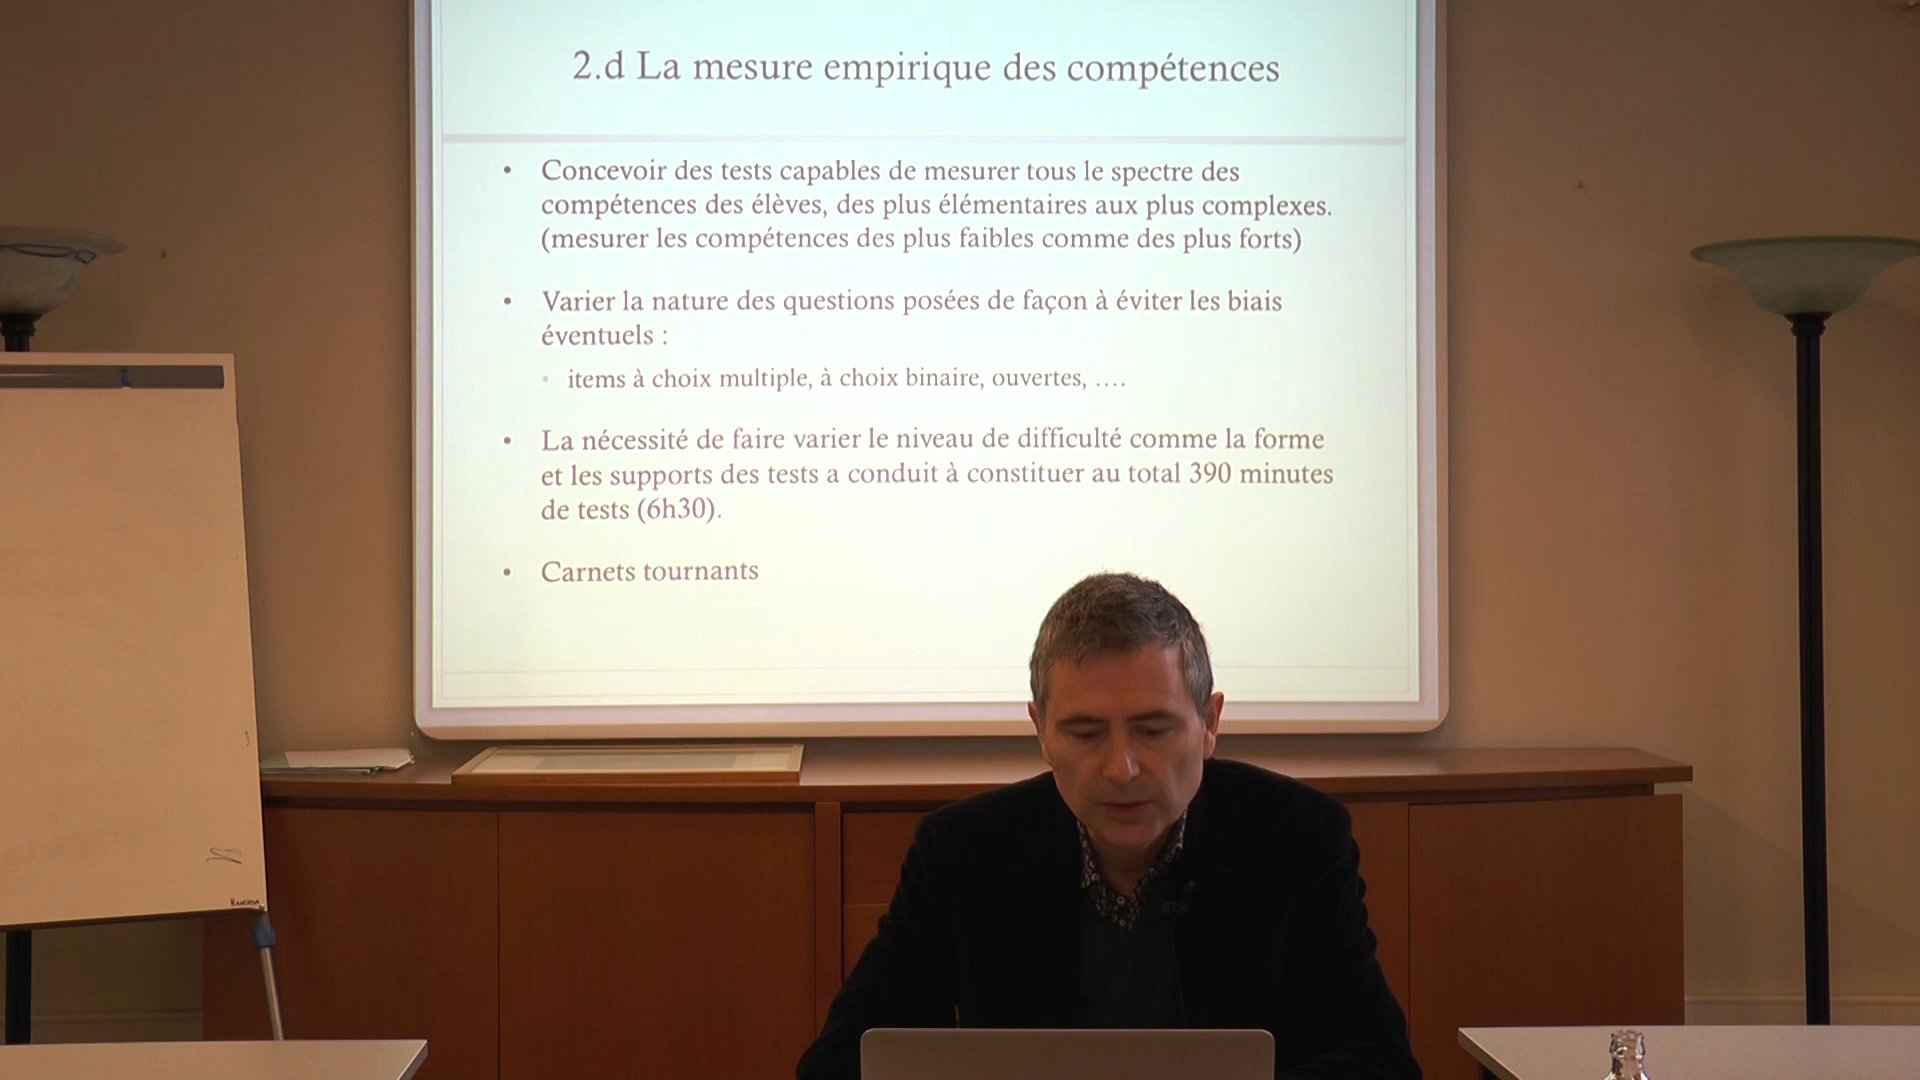 2.d La mesure empirique des compétences
• Concevoir des tests capables de mesurer tous le spectre des
compétences des élèves, des plus élémentaires aux plus complexes.
(mesurer les compétences des plus faibles comme des plus forts)
• Varier la nature des questions posées de façon à éviter les biais
éventuels :
• items à choix multiple, à choix binaire, ouvertes, ….
• La nécessité de faire varier le niveau de difficulté comme la forme
et les supports des tests a conduit à constituer au total 390 minutes
de tests (6h30).
• Carnets tournants